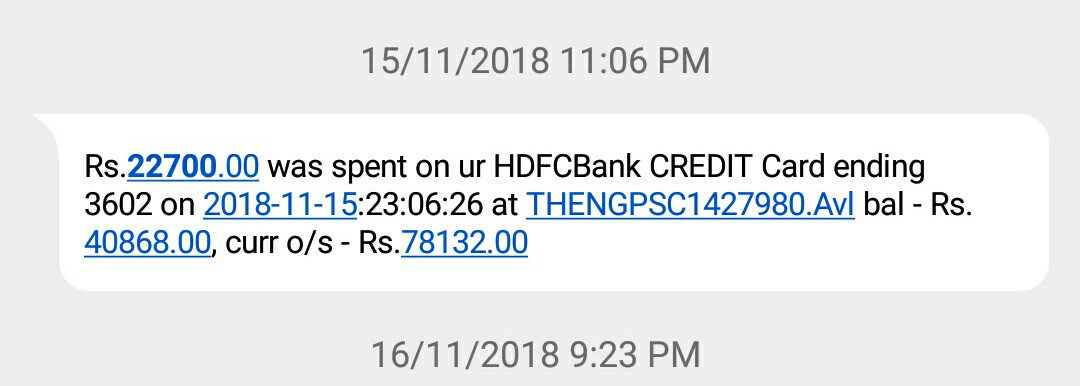 15/11/2018 11:06 PM
Rs.22700.00 was spent on ur HDFCBank CREDIT Card ending
3602 on 2018-11-15:23:06:26 at THENGPSC1427980.Avl bal - Rs.
40868.00, curr o/s - Rs.78132.00
16/11/2018 9:23 PM